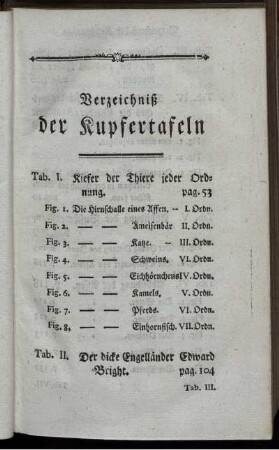 Verzeichniß
der Kupfertafeln
Tab. I. Kiefer der Thiere jeder Ord-
nung. pag. 53
Fig. 1. Die Hirnschalle eines Affen, — I. Ordn.
Fig. 2. — — Ameisenbär II. Ordn.
Fig. 3. — — Katze. — III. Ordn.
Fig. 4. — — Schweins. VI. Ordn.
Fig. 5. — — Eichhörnchens IV. Ordn.
Fig. 6. — — Kamels, V. Ordn.
Fig. 7. — — Pferds. VI. Ordn.
Fig. 8, — — Einhornfisch. VII. Ordn.
Tab. II. Der dicke Engelländer Edward
Bright. pag. 104
Tab. III.